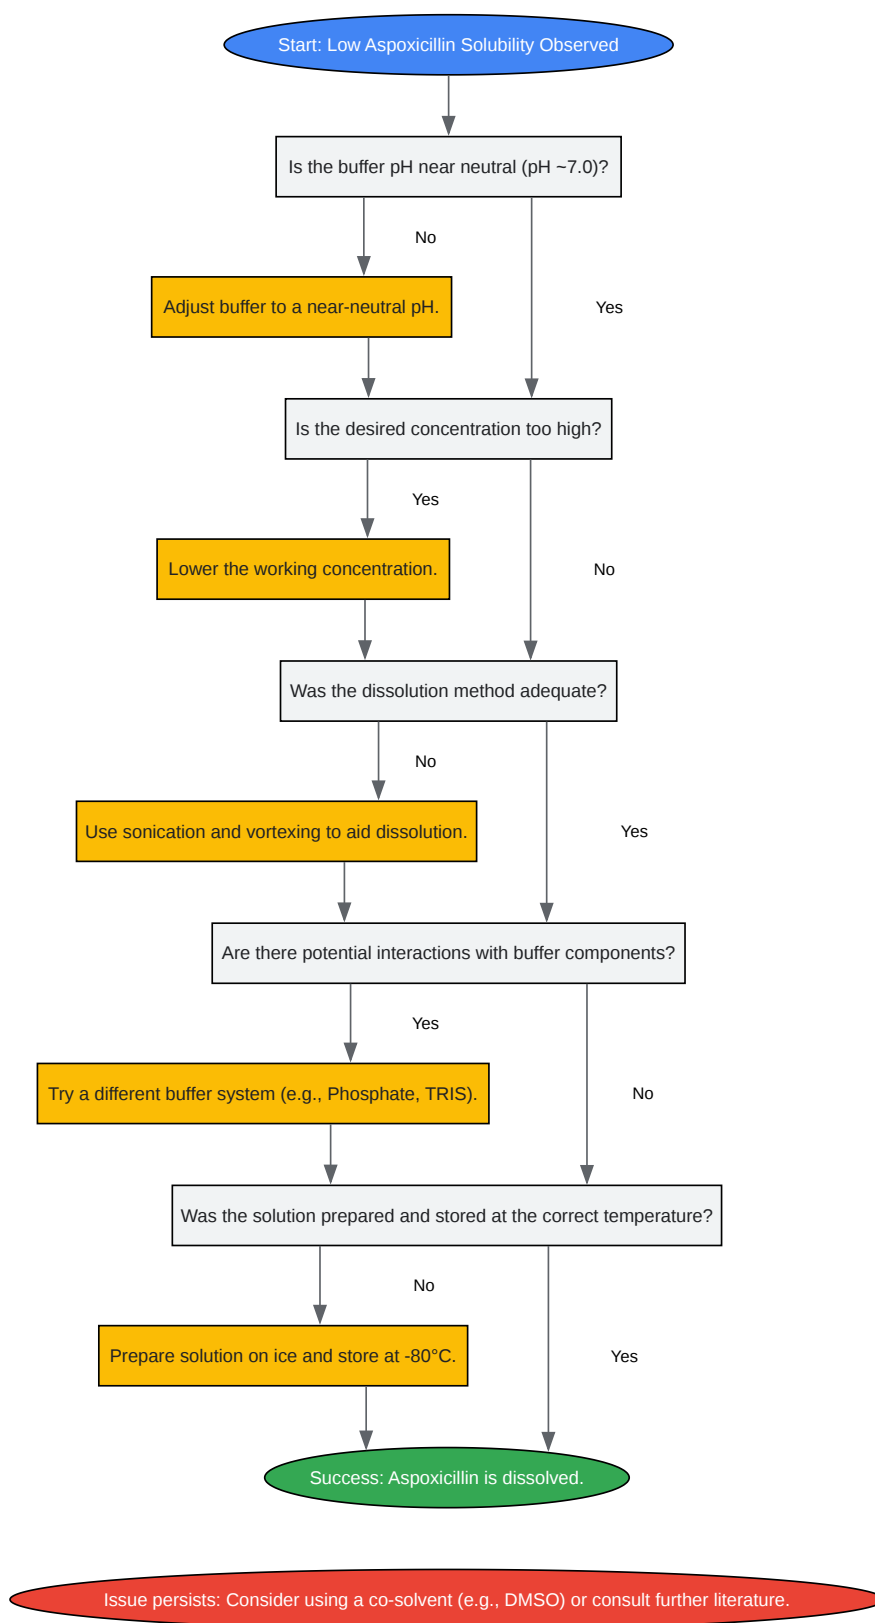 Start: Low Aspoxicillin Solubility Observed
Is the buffer pH near neutral (pH ~7.0)?
No
Adjust buffer to a near-neutral pH.
Yes
Is the desired concentration too high?
Yes
Lower the working concentration.
No
Was the dissolution method adequate?
No
Use sonication and vortexing to aid dissolution.
Yes
Are there potential interactions with buffer components?
Yes
Try a different buffer system (e.g., Phosphate, TRIS).
No
Was the solution prepared and stored at the correct temperature?
No
Prepare solution on ice and store at -80°C.
Yes
Success: Aspoxicillin is dissolved.
Issue persists: Consider using a co-solvent (e.g., DMSO) or consult further literature.